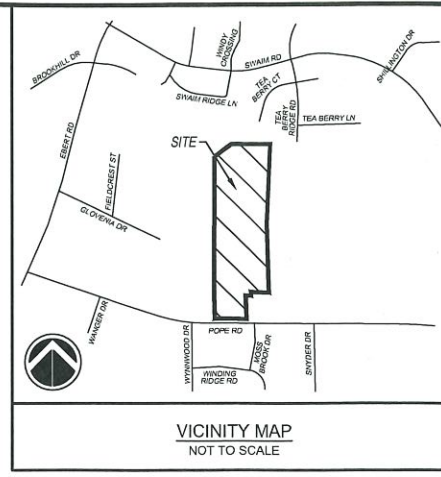 BROOKHILL DR
WINDY
CROSSING
SWAIM RD
SHILLINGTON DR
SWAIM RIDGE LN
TEA
BERRY CT
TEA
BERRY
RIDGE RD
TEA BERRY LN
EBERT RD
SITE
FIELDCREST ST
GLOVENIA DR
WANGER DR
WYNNWOOD DR
POPE RD
MOSS
BROOK DR
SNYDER DR
WINDING
RIDGE RD
VICINITY MAP
NOT TO SCALE